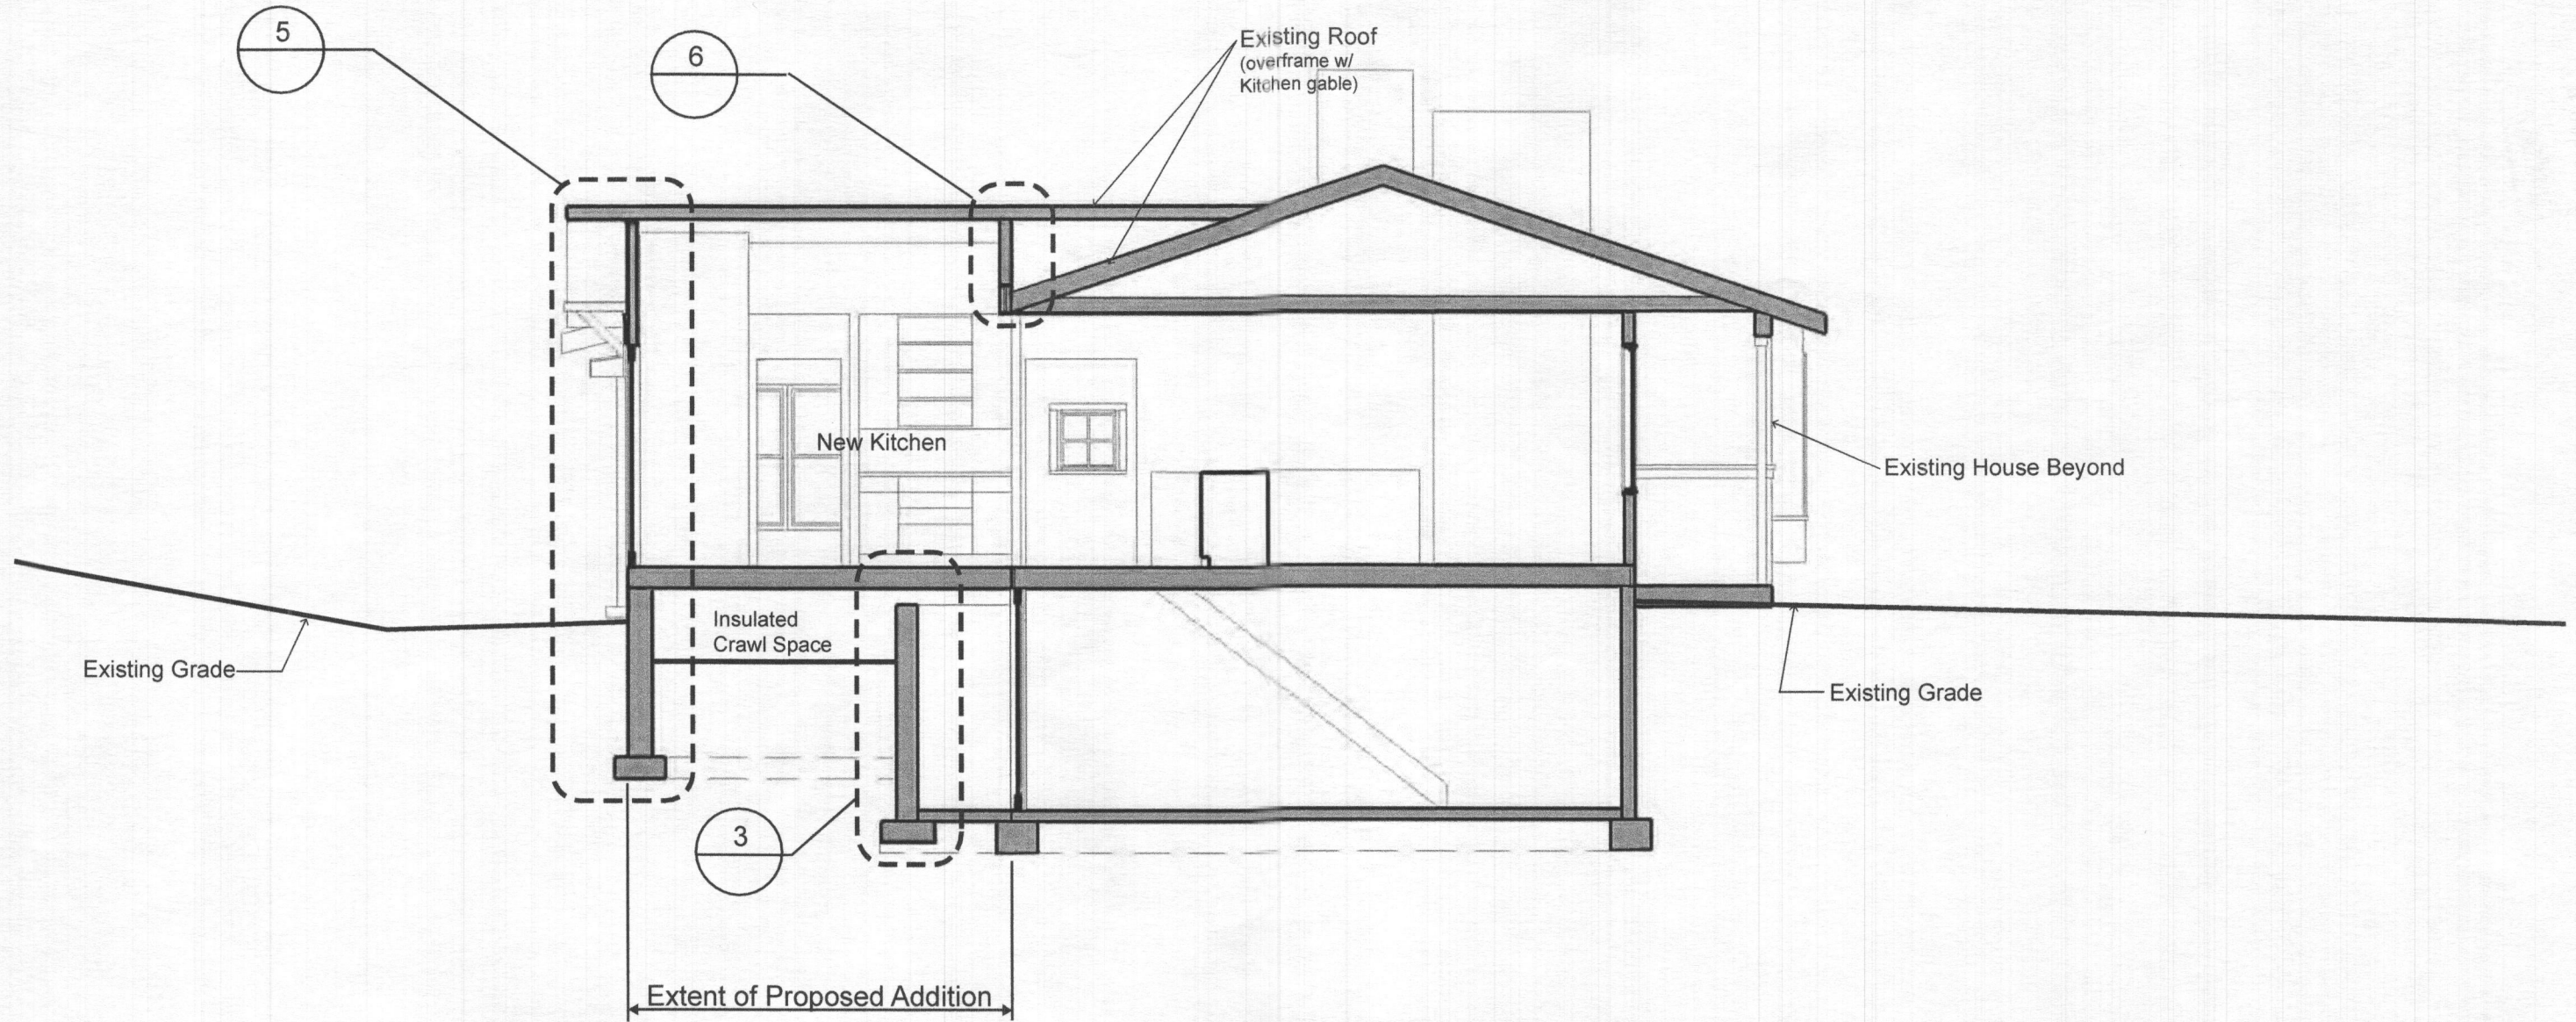 5
6
Existing Roof
(overframe w/
Kitchen gable)
New Kitchen
Existing House Beyond
Insulated
Crawl Space
Existing Grade
Existing Grade
3
Extent of Proposed Addition